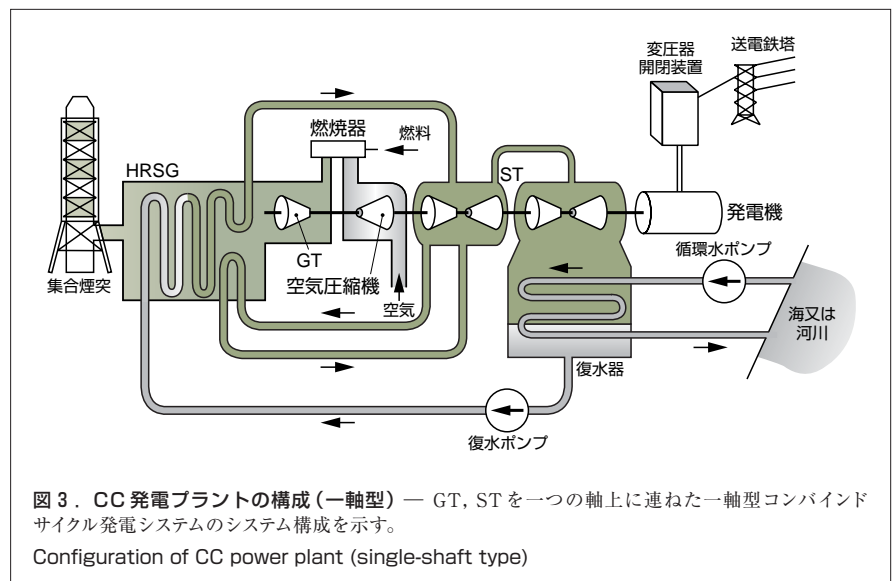 変圧器
開閉装置
送電鉄塔
燃焼器
燃料
HRSG
ST
発電機
GT
空気圧縮機
空気
集合煙突
循環水ポンプ
海又は
河川
復水器
復水ポンプ
図3．CC発電プラントの構成（一軸型）— GT，STを一つの軸上に連ねた一軸型コンバインド
サイクル発電システムのシステム構成を示す。
Configuration of CC power plant (single-shaft type)